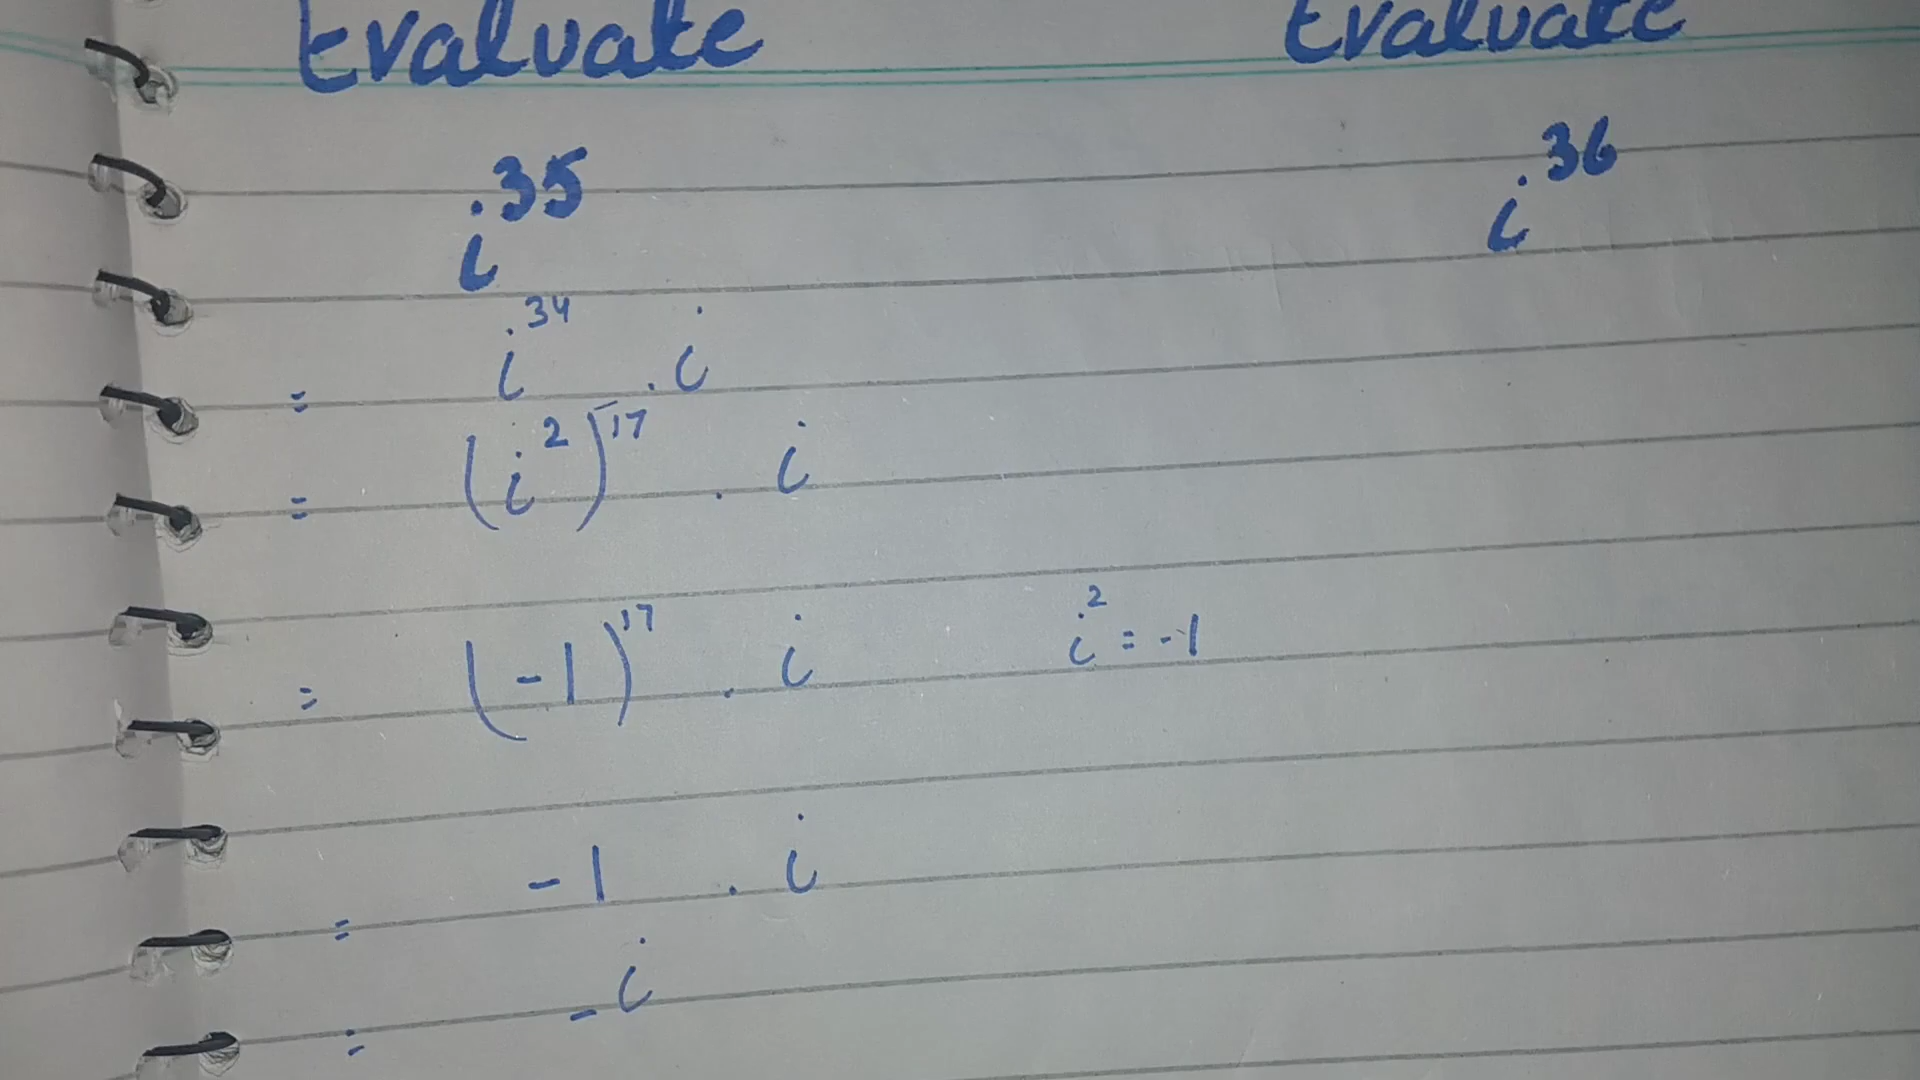 Evaluate Evaluate
i^35 i^36
= i^34 . i
= (i^2)^17 . i
= (-1)^17 . i i^2 = -1
= -1 . i
= -i